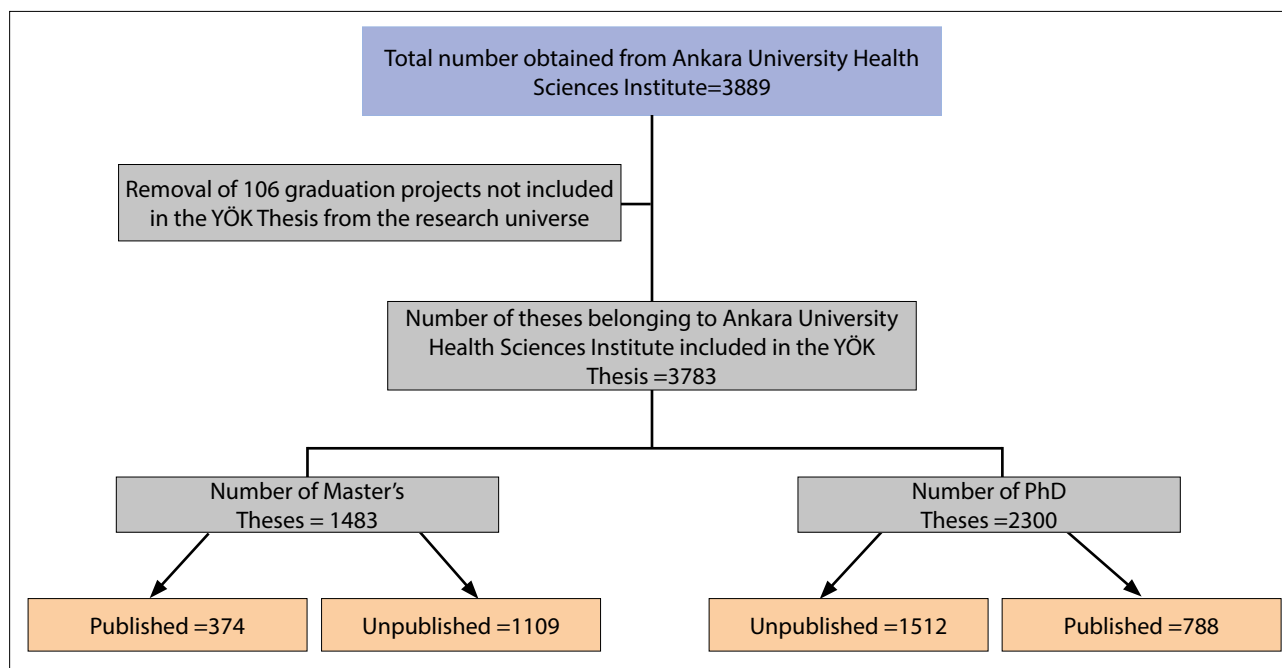 Total number obtained from Ankara University Health
Sciences Institute=3889
Removal of 106 graduation projects not included
in the YÖK Thesis from the research universe
Number of theses belonging to Ankara University
Health Sciences Institute included in the YÖK
Thesis =3783
Number of Master's
Theses = 1483
Number of PhD
Theses =2300
Published =374
Unpublished =1109
Unpublished =1512
Published =788